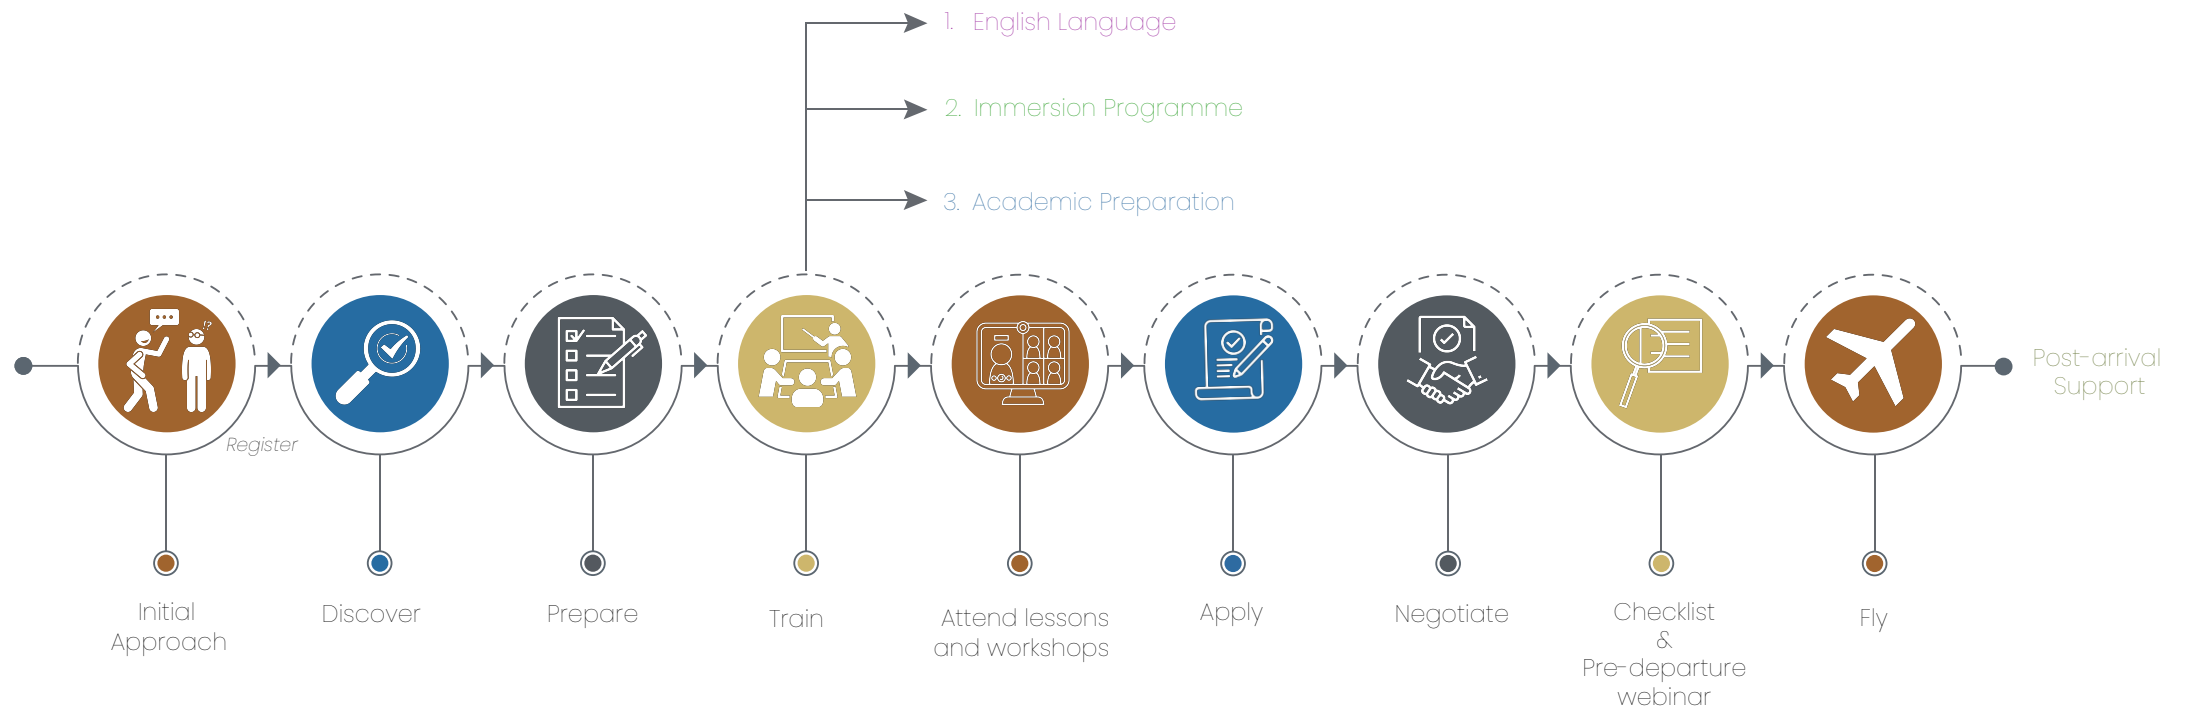 1. English Language
2. Immersion Programme
3. Academic Preparation
!?
Register
Post-arrival
Support
Initial
Approach
Discover
Prepare
Train
Attend lessons
and workshops
Apply
Negotiate
Checklist
&
Pre-departure
webinar
Fly